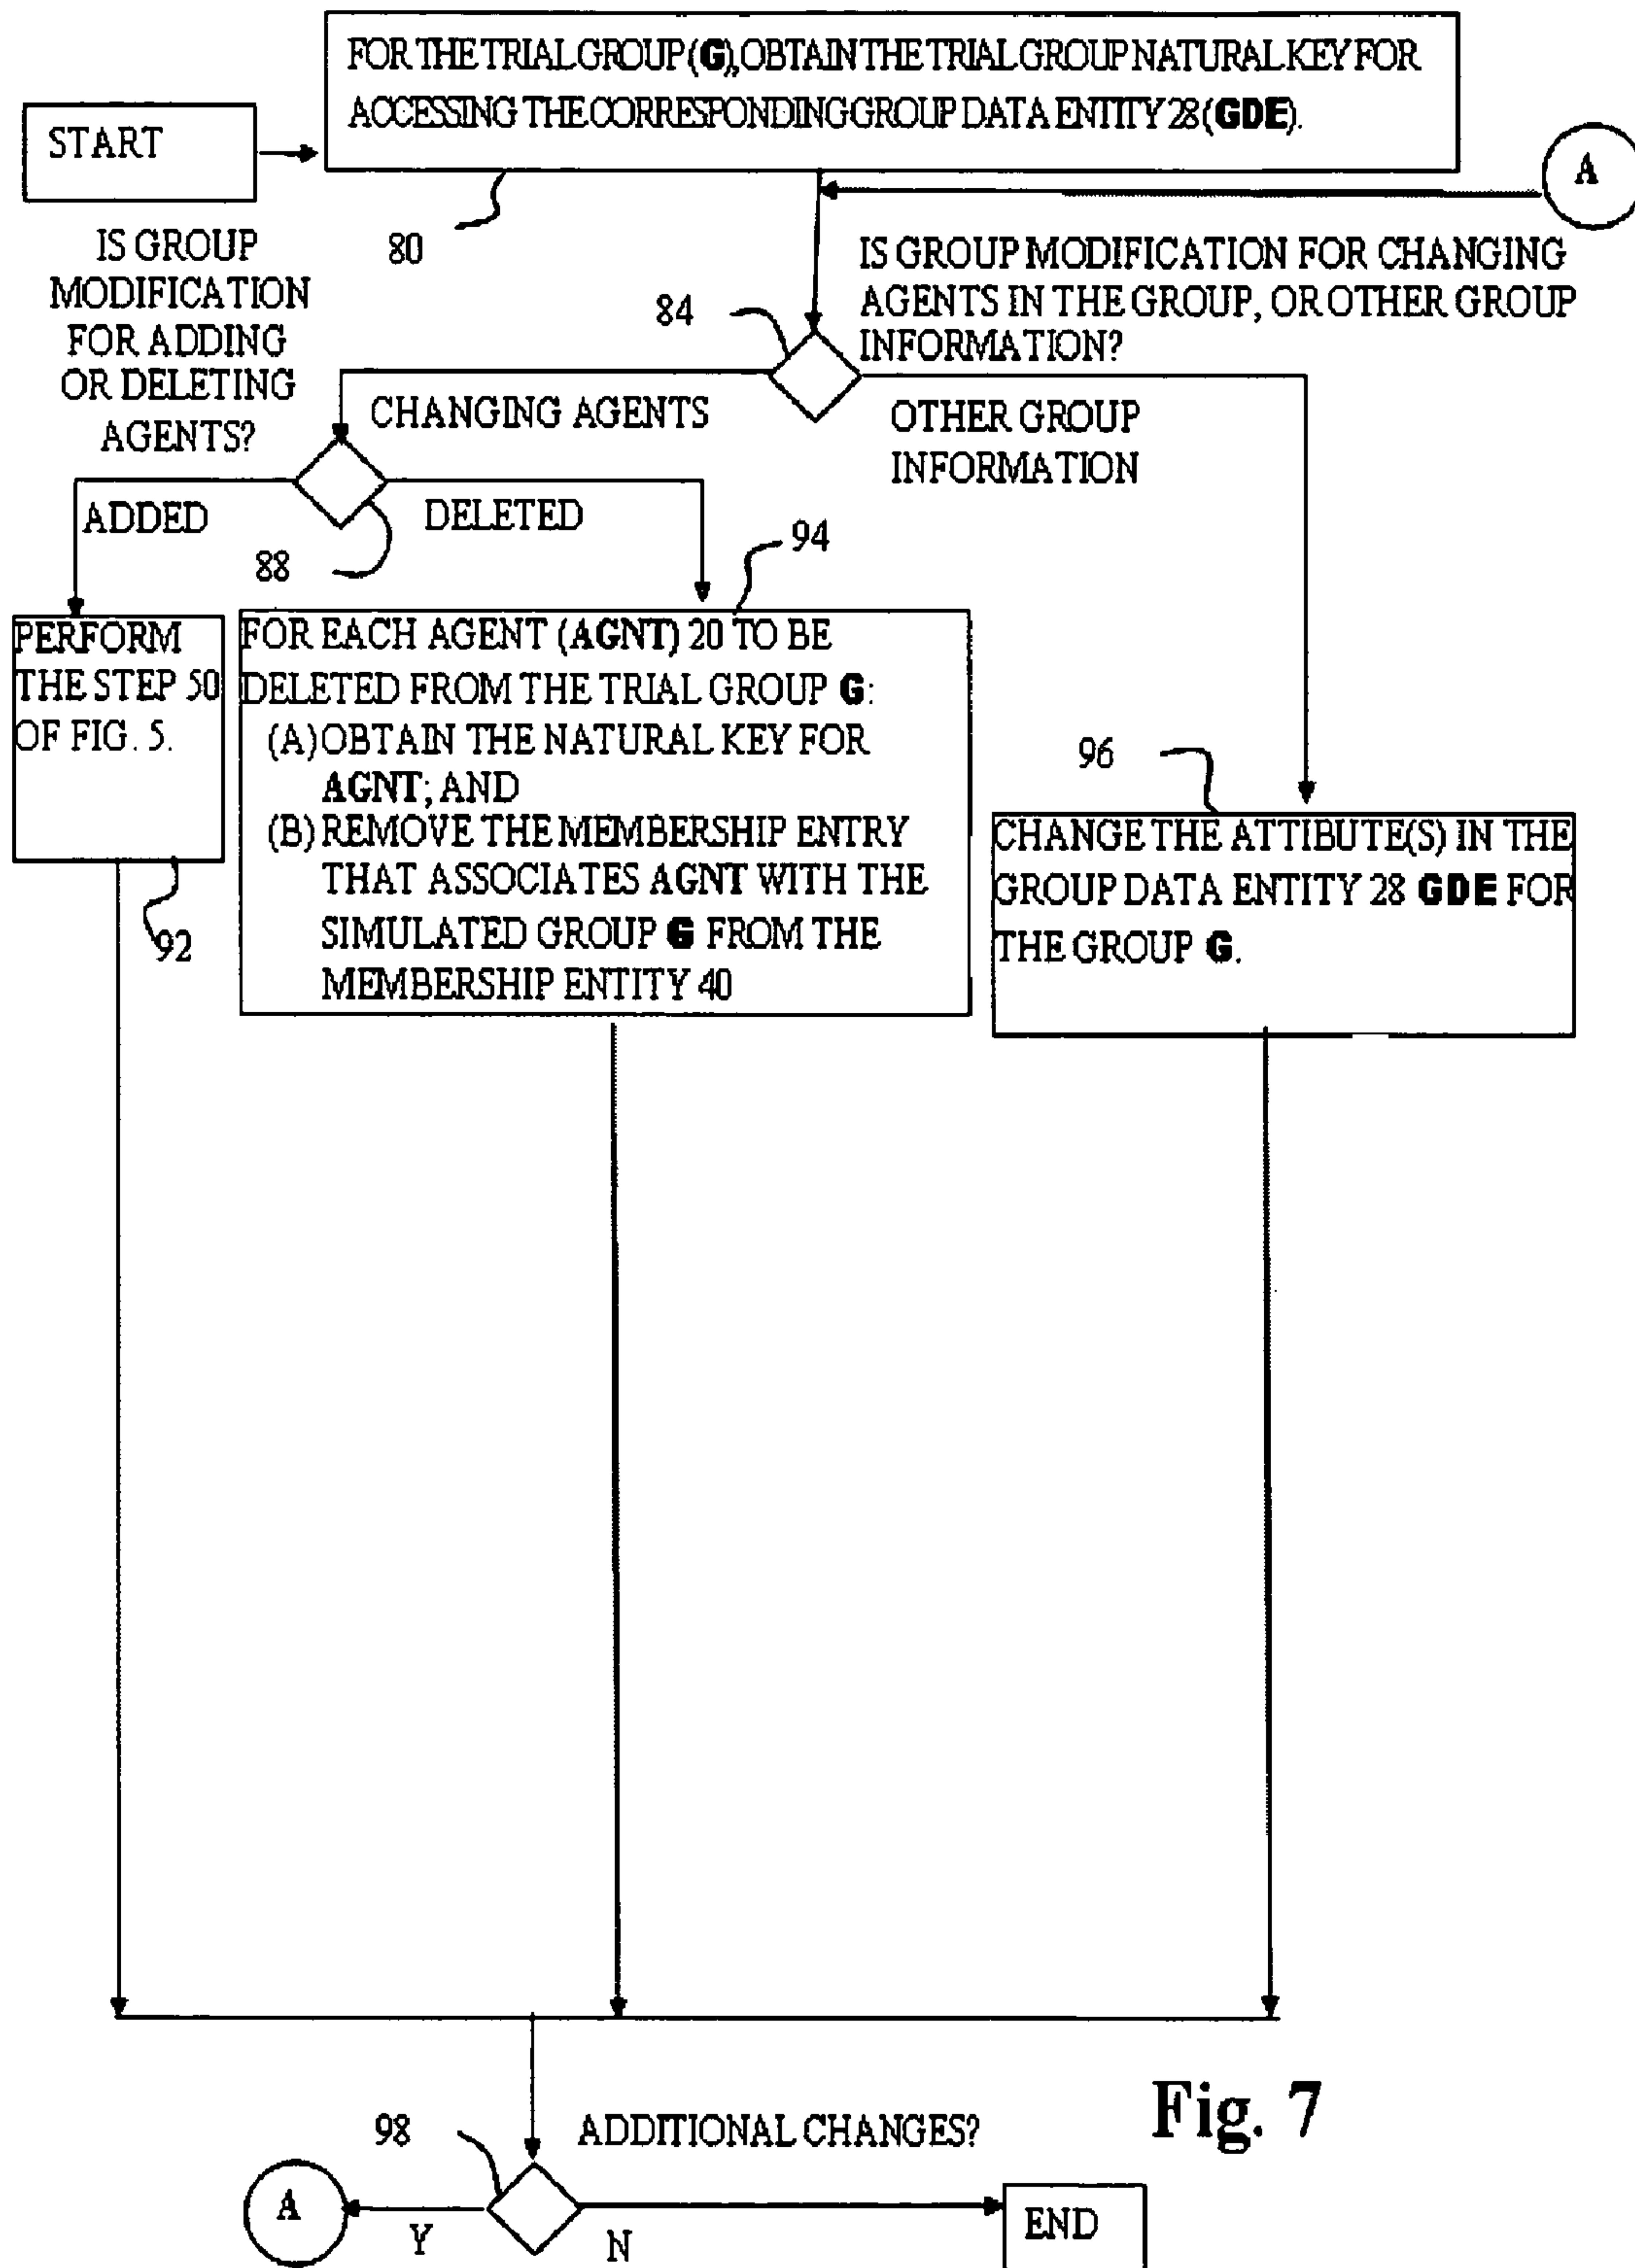 FOR THE TRIAL GROUP (G), OBTAIN THE TRIAL GROUP NATURAL KEY FOR
ACCESSING THE CORRESPONDING GROUP DATA ENTITY 28 (GDE).
START
A
80
IS GROUP
MODIFICATION
FOR ADDING
OR DELETING
AGENTS?
IS GROUP MODIFICATION FOR CHANGING
AGENTS IN THE GROUP, OR OTHER GROUP
INFORMATION?
84
CHANGING AGENTS
OTHER GROUP
INFORMATION
ADDED
DELETED
88
94
PERFORM
THE STEP 50
OF FIG. 5.
92
FOR EACH AGENT (AGNT) 20 TO BE
DELETED FROM THE TRIAL GROUP G:
(A) OBTAIN THE NATURAL KEY FOR
AGNT; AND
(B) REMOVE THE MEMBERSHIP ENTRY
THAT ASSOCIATES AGNT WITH THE
SIMULATED GROUP G FROM THE
MEMBERSHIP ENTITY 40
96
CHANGE THE ATTIBUTE(S) IN THE
GROUP DATA ENTITY 28 GDE FOR
THE GROUP G.
Fig. 7
98
ADDITIONAL CHANGES?
A
Y
N
END